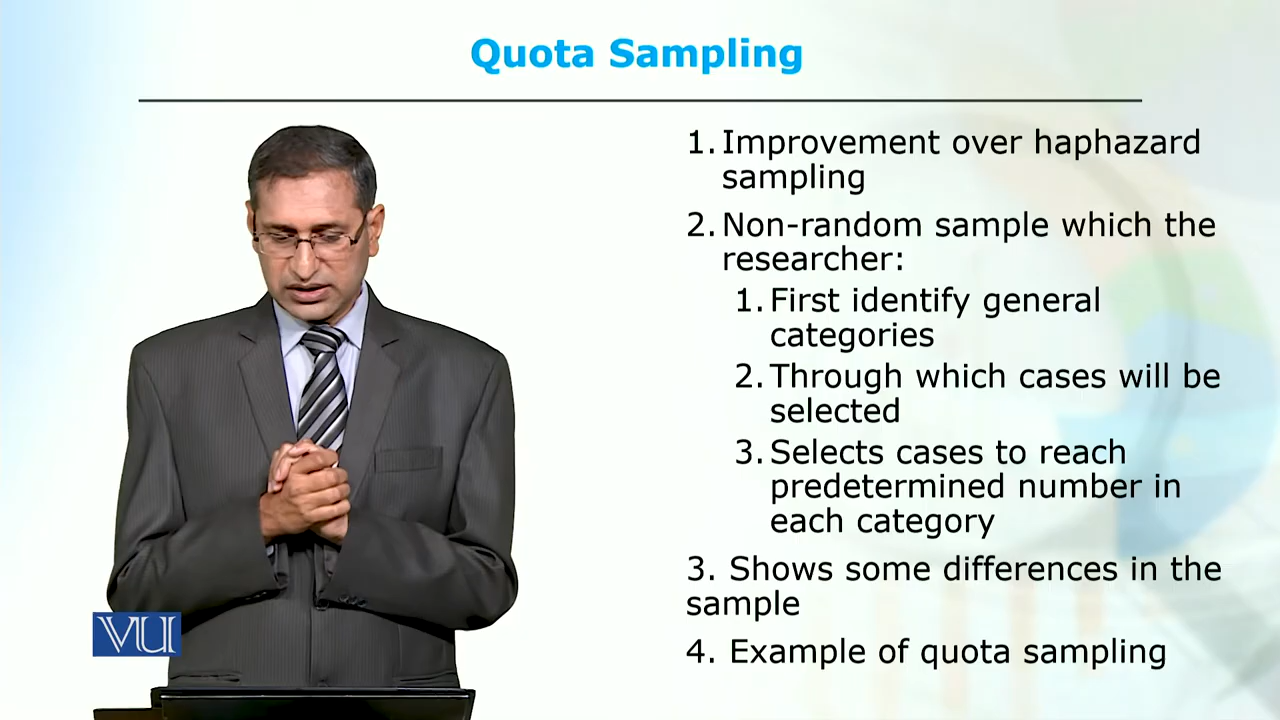 Quota Sampling
1. Improvement over haphazard
sampling
2. Non-random sample which the
researcher:
1. First identify general
categories
2. Through which cases will be
selected
3. Selects cases to reach
predetermined number in
each category
3. Shows some differences in the
sample
4. Example of quota sampling
VU